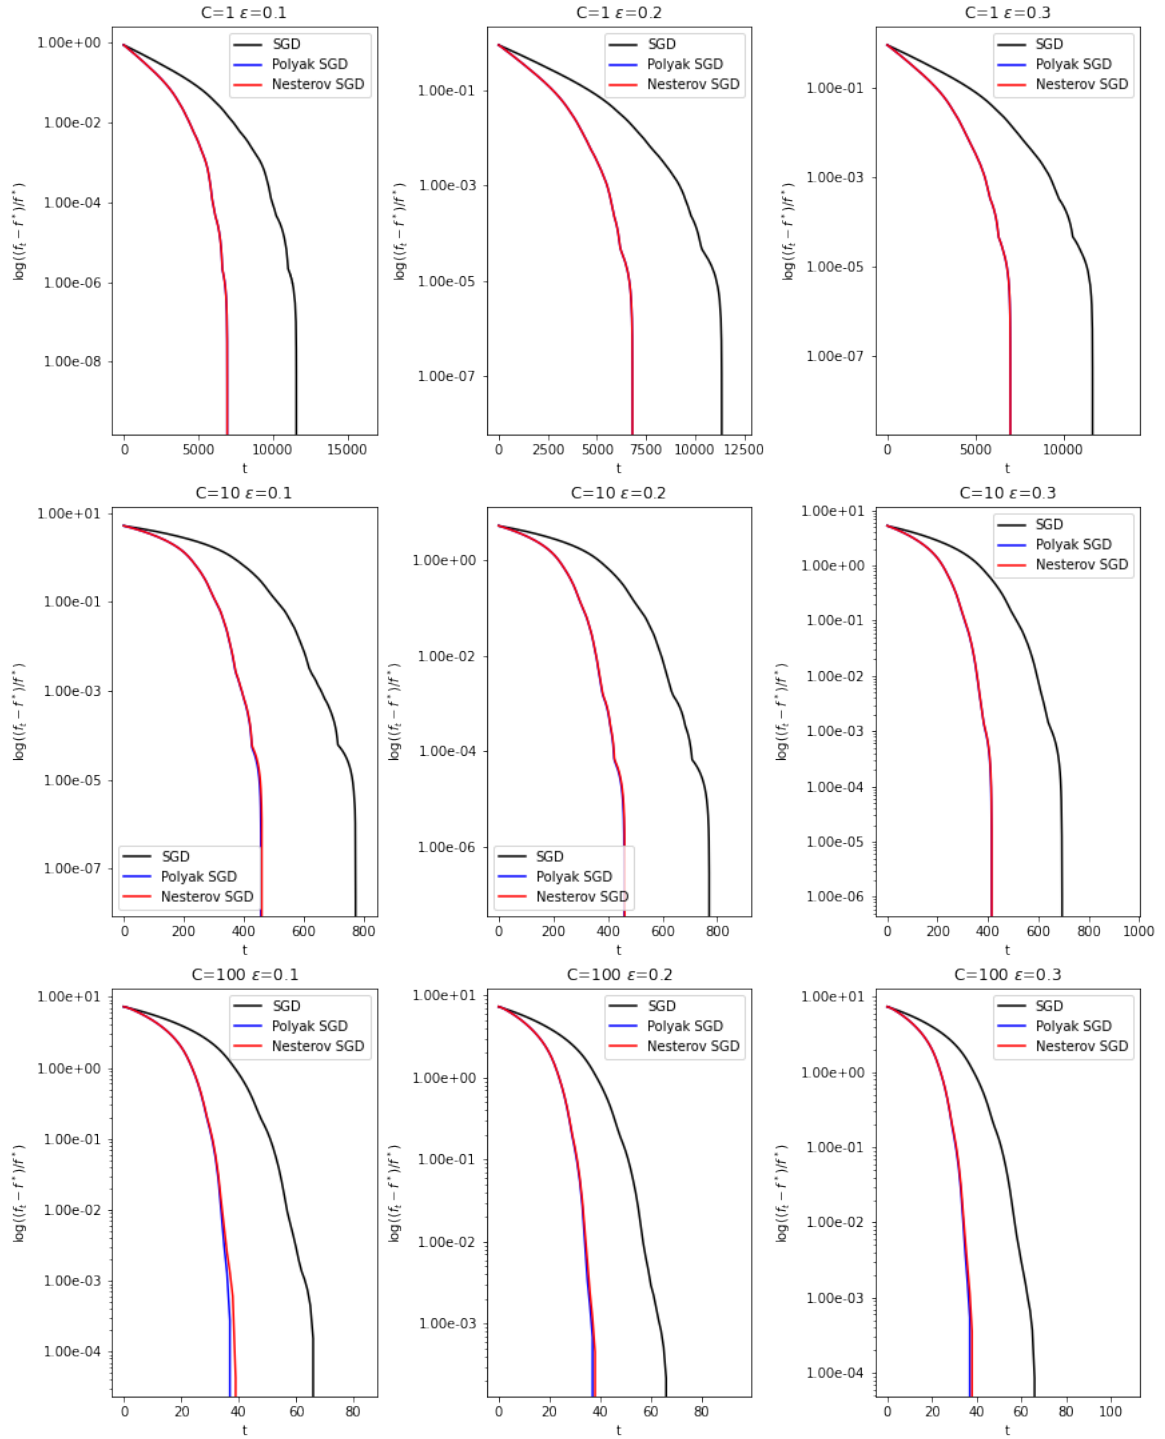 C=1 ε=0.1
1.00e+00
1.00e-02
1.00e-04
1.00e-06
1.00e-08
log((f_t − f*)/f*)
SGD
Polyak SGD
Nesterov SGD
0 5000 10000 15000
t
C=1 ε=0.2
1.00e-01
1.00e-03
1.00e-05
1.00e-07
log((f_t − f*)/f*)
SGD
Polyak SGD
Nesterov SGD
0 2500 5000 7500 10000 12500
t
C=1 ε=0.3
1.00e-01
1.00e-03
1.00e-05
1.00e-07
log((f_t − f*)/f*)
SGD
Polyak SGD
Nesterov SGD
0 5000 10000
t
C=10 ε=0.1
1.00e+01
1.00e-01
1.00e-03
1.00e-05
1.00e-07
log((f_t − f*)/f*)
SGD
Polyak SGD
Nesterov SGD
0 200 400 600 800
t
C=10 ε=0.2
1.00e+00
1.00e-02
1.00e-04
1.00e-06
log((f_t − f*)/f*)
SGD
Polyak SGD
Nesterov SGD
0 200 400 600 800
t
C=10 ε=0.3
1.00e+01
1.00e+00
1.00e-01
1.00e-02
1.00e-03
1.00e-04
1.00e-05
1.00e-06
log((f_t − f*)/f*)
SGD
Polyak SGD
Nesterov SGD
0 200 400 600 800 1000
t
C=100 ε=0.1
1.00e+01
1.00e+00
1.00e-01
1.00e-02
1.00e-03
1.00e-04
log((f_t − f*)/f*)
SGD
Polyak SGD
Nesterov SGD
0 20 40 60 80
t
C=100 ε=0.2
1.00e+01
1.00e+00
1.00e-01
1.00e-02
1.00e-03
log((f_t − f*)/f*)
SGD
Polyak SGD
Nesterov SGD
0 20 40 60 80
t
C=100 ε=0.3
1.00e+01
1.00e+00
1.00e-01
1.00e-02
1.00e-03
1.00e-04
log((f_t − f*)/f*)
SGD
Polyak SGD
Nesterov SGD
0 20 40 60 80 100
t